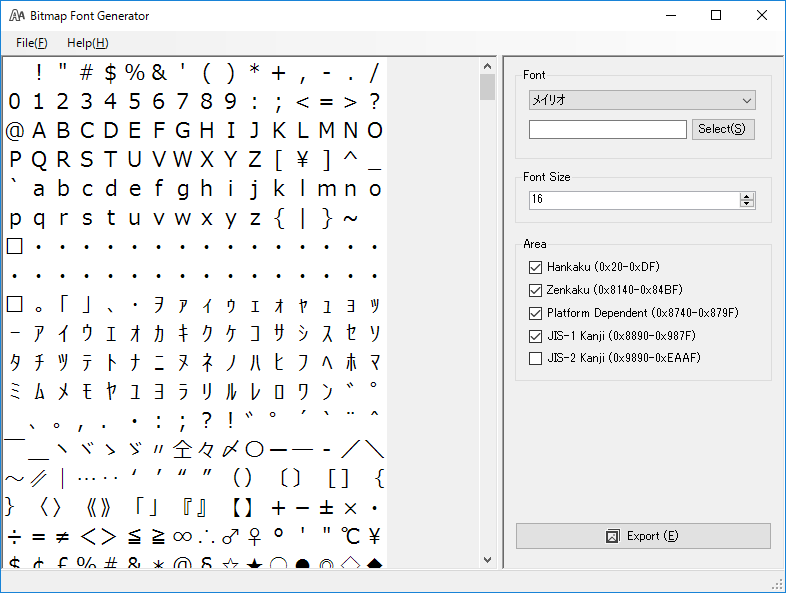 Bitmap Font Generator
File(F) Help(H)
! " # $ % & ' ( ) * + , - . /
0 1 2 3 4 5 6 7 8 9 : ; < = > ?
@ A B C D E F G H I J K L M N O
P Q R S T U V W X Y Z [ ¥ ] ^ _
` a b c d e f g h i j k l m n o
p q r s t u v w x y z { | } ~
□ ・ ・ ・ ・ ・ ・ ・ ・ ・ ・ ・ ・ ・ ・ ・
・ ・ ・ ・ ・ ・ ・ ・ ・ ・ ・ ・ ・ ・ ・ ・
□ 。 「 」 、 ・ ヲ ァ ィ ゥ ェ ォ ャ ュ ョ ッ
ー ア イ ウ エ オ カ キ ク ケ コ サ シ ス セ ソ
タ チ ツ テ ト ナ ニ ヌ ネ ノ ハ ヒ フ ヘ ホ マ
ミ ム メ モ ヤ ユ ヨ ラ リ ル レ ロ ワ ン ゙ ゚
、 。 , . ・ : ; ? ! ゛ ゜ ´ ` ¨ ^
￣ _ ヽ ヾ ゝ ゞ 〃 仝 々 〆 〇 ー ― ‐ / \
～ ∥ | … ‥ ‘ ’ “ ” ( ) 〔 〕 [ ] {
} 〈 〉 《 》 「 」 『 』 【 】 + − ± × ・
÷ = ≠ < > ≦ ≧ ∞ ∴ ♂ ♀ ° ′ ″ ℃ ¥
$ ¢ £ % # & * @ § ☆ ★ ○ ● ◎ ◇ ◆
Font
メイリオ
Select(S)
Font Size
16
Area
Hankaku (0x20-0xDF)
Zenkaku (0x8140-0x84BF)
Platform Dependent (0x8740-0x879F)
JIS-1 Kanji (0x8890-0x987F)
JIS-2 Kanji (0x9890-0xEAAF)
Export (E)